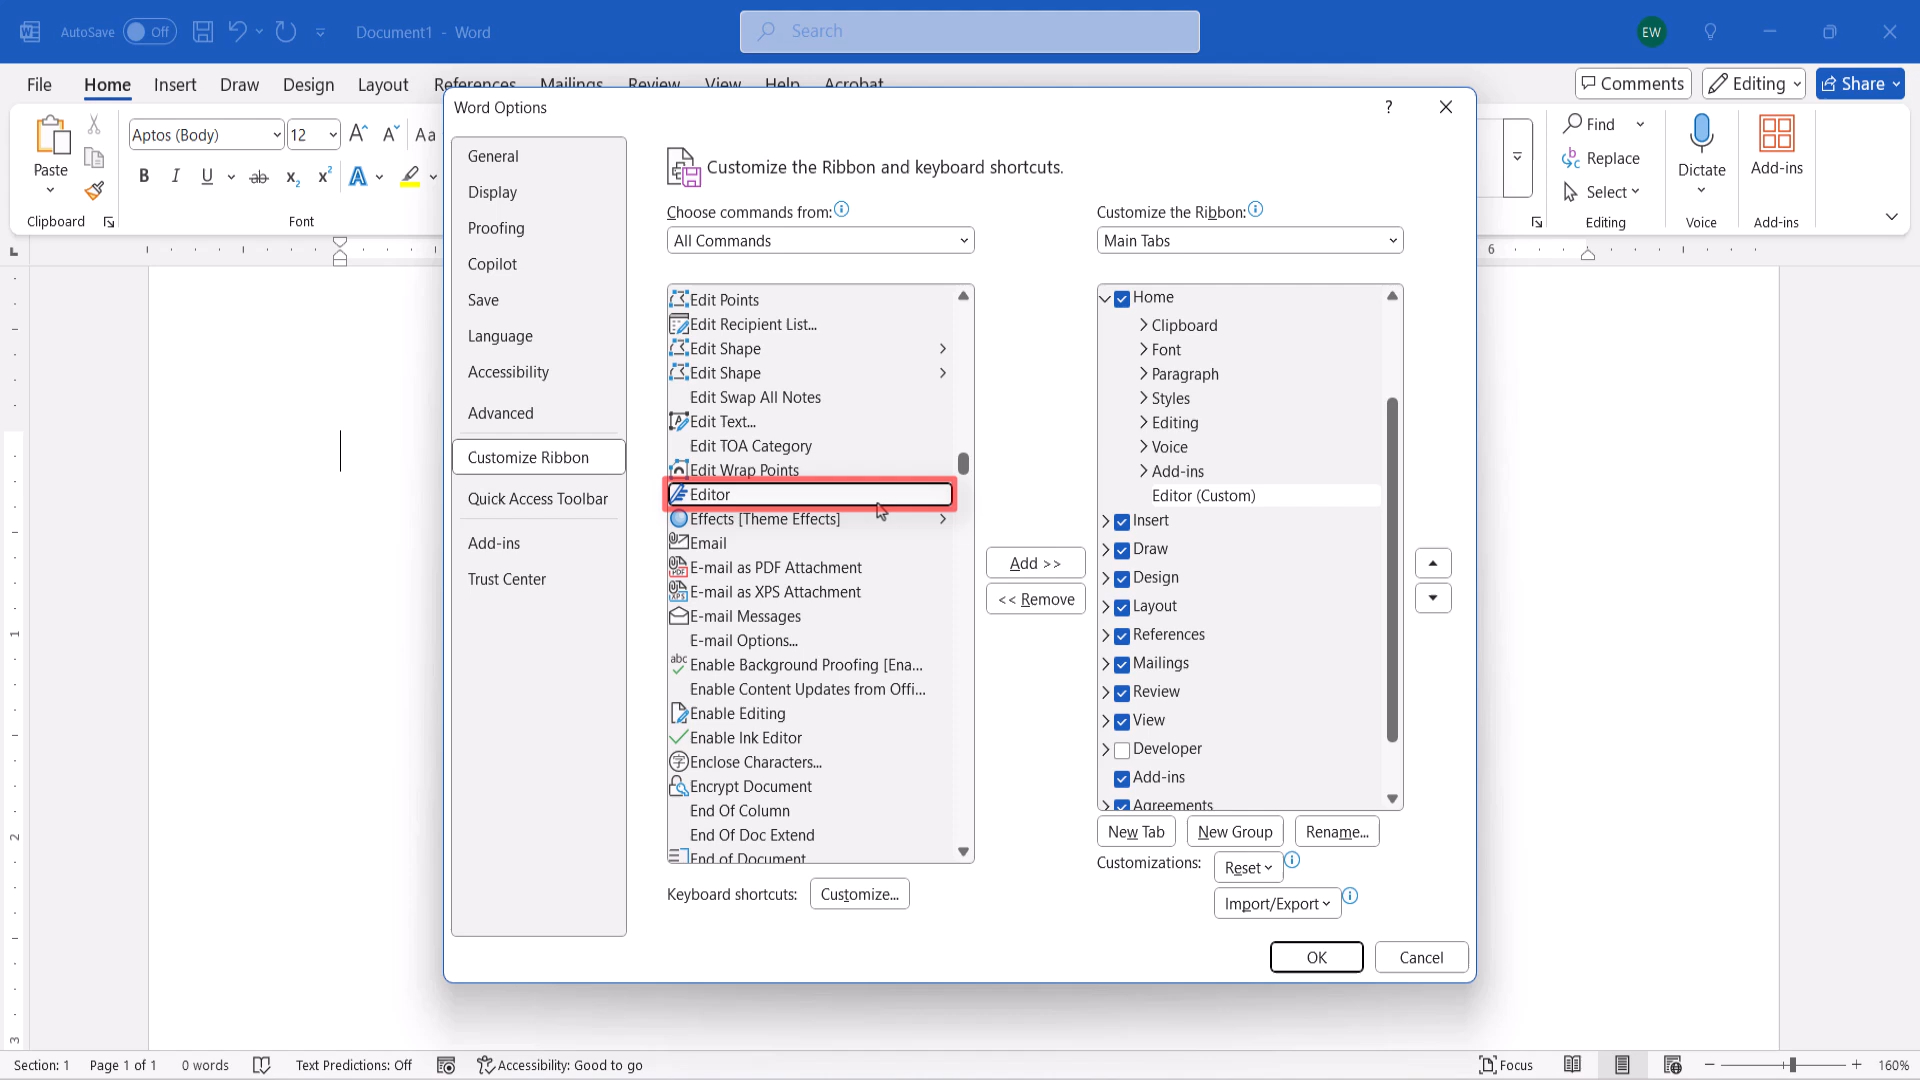 AutoSave Off Document1 - Word Search EW
File Home Insert Draw Design Layout References Mailings Review View Help Acrobat Comments Editing Share
Word Options ?
Paste
Clipboard
Aptos (Body) 12 Aa
B I U ab x₂ x² A
Font
Find
Replace
Select
Editing
Dictate
Voice
Add-ins
Add-ins
General
Display
Proofing
Copilot
Save
Language
Accessibility
Advanced
Customize Ribbon
Quick Access Toolbar
Add-ins
Trust Center
Customize the Ribbon and keyboard shortcuts.
Choose commands from:
All Commands
Edit Points
Edit Recipient List...
Edit Shape
Edit Shape
Edit Swap All Notes
Edit Text...
Edit TOA Category
Edit Wrap Points
Editor
Effects [Theme Effects]
Email
E-mail as PDF Attachment
E-mail as XPS Attachment
E-mail Messages
E-mail Options...
Enable Background Proofing [Ena...
Enable Content Updates from Offi...
Enable Editing
Enable Ink Editor
Enclose Characters...
Encrypt Document
End Of Column
End Of Doc Extend
End of Document
Keyboard shortcuts: Customize...
Add >>
<< Remove
Customize the Ribbon:
Main Tabs
Home
Clipboard
Font
Paragraph
Styles
Editing
Voice
Add-ins
Editor (Custom)
Insert
Draw
Design
Layout
References
Mailings
Review
View
Developer
Add-ins
Agreements
New Tab New Group Rename...
Customizations: Reset
Import/Export
OK Cancel
6
1
2
3
Section: 1 Page 1 of 1 0 words Text Predictions: Off Accessibility: Good to go Focus 160%